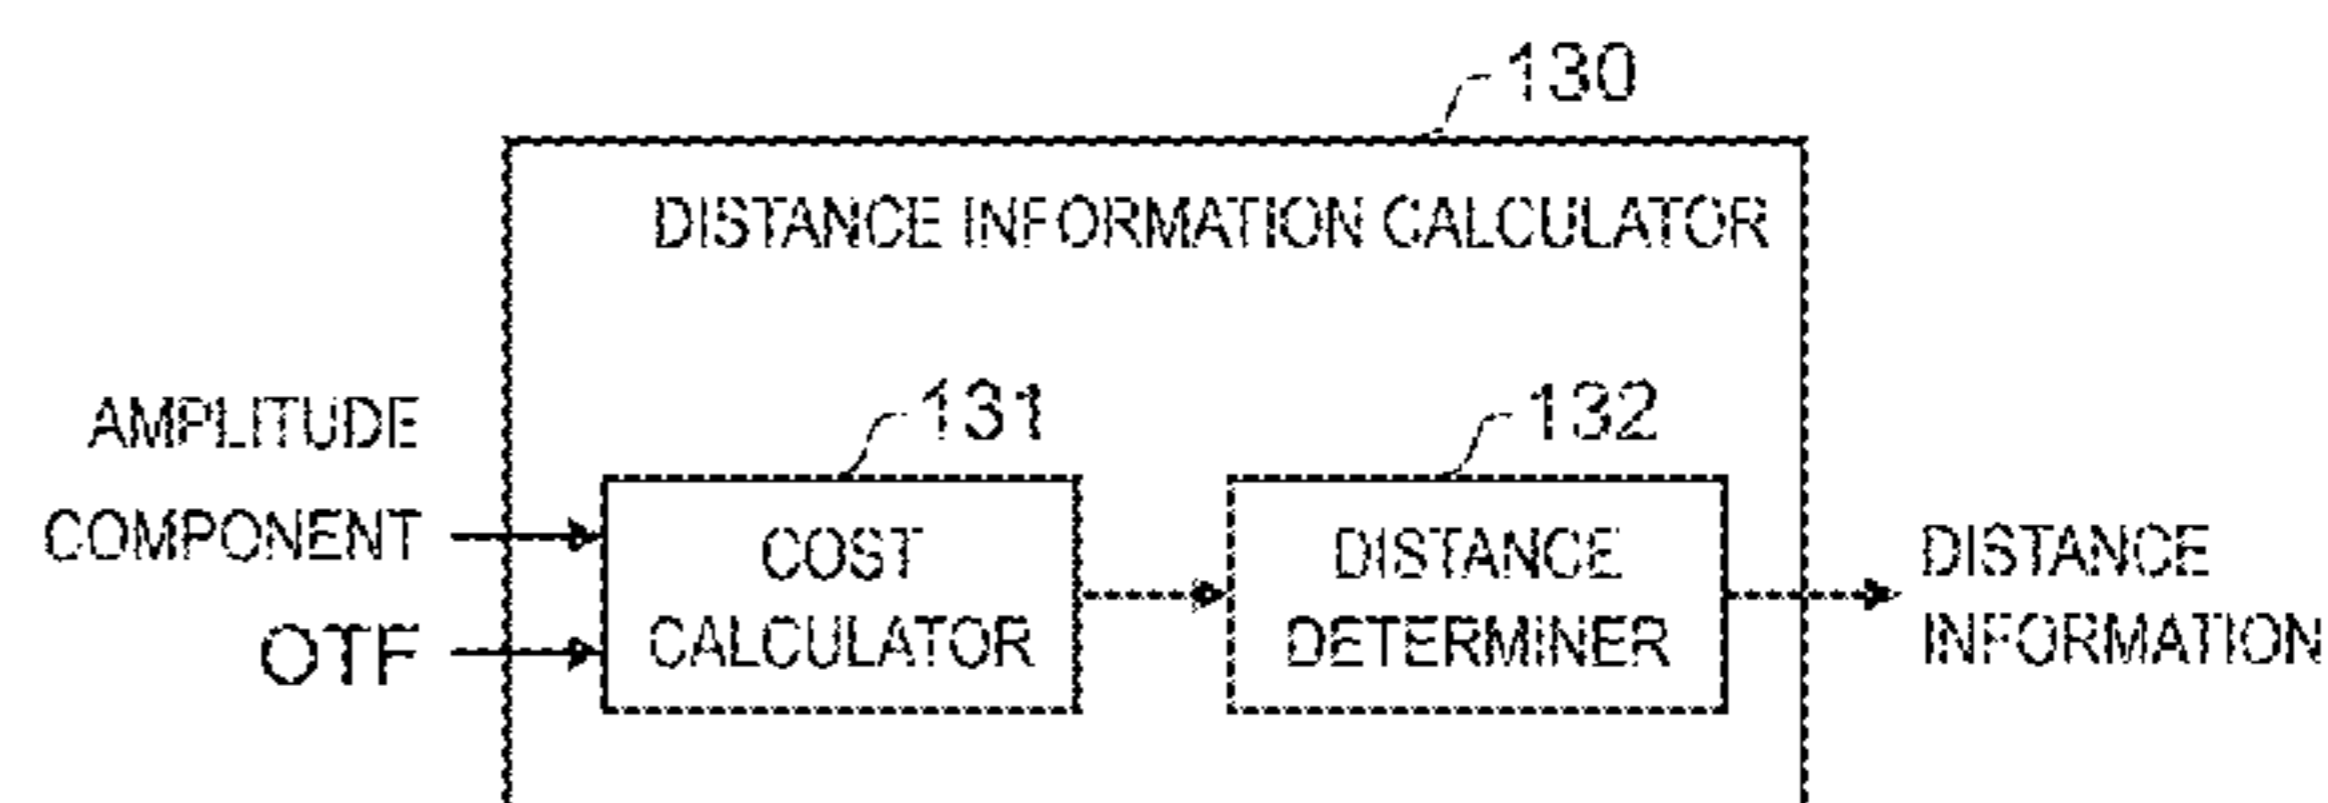 130
DISTANCE INFORMATION CALCULATOR
AMPLITUDE
COMPONENT
OTF
131
COST
CALCULATOR
132
DISTANCE
DETERMINER
DISTANCE
INFORMATION